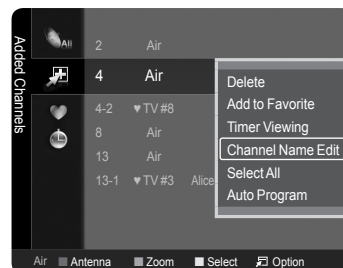 Added Channels
All
2 Air
4 Air
4-2 ♥ TV #8
8 Air
13 Air
13-1 ♥ TV #3 Alice
Delete
Add to Favorite
Timer Viewing
Channel Name Edit
Select All
Auto Program
Air Antenna Zoom Select Option